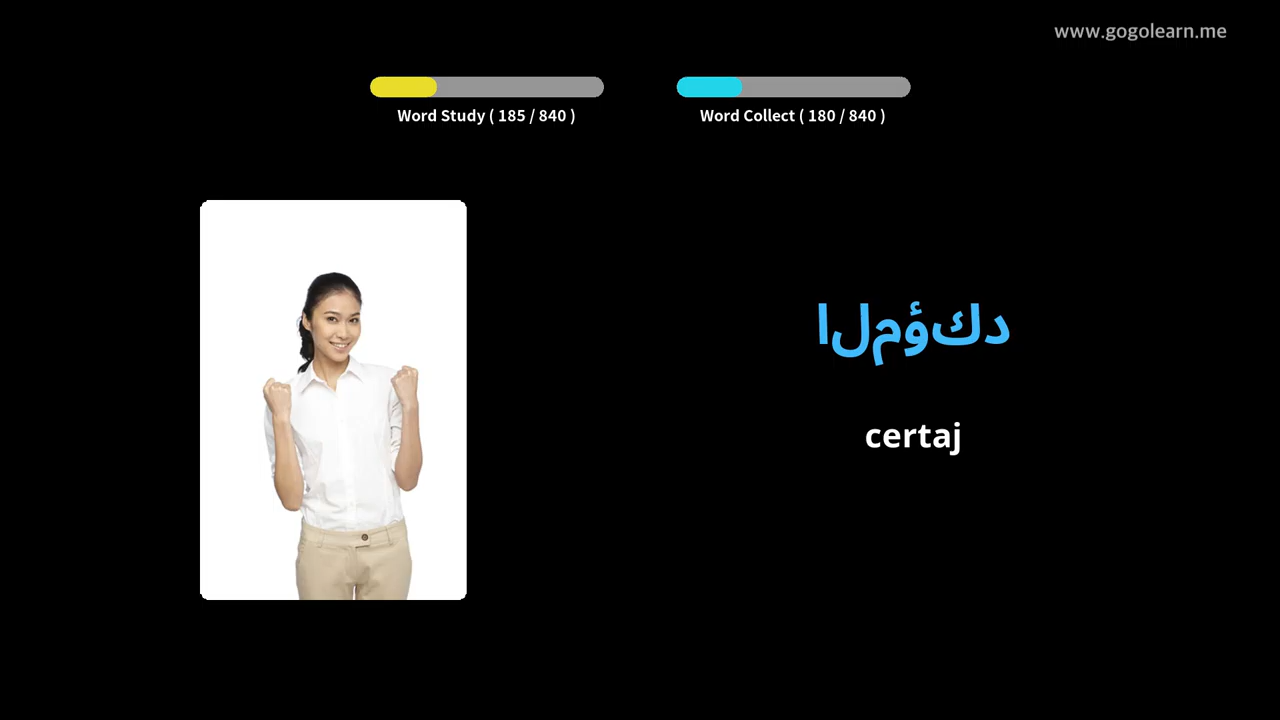 www.gogolearn.me
Word Study ( 185 / 840 )
Word Collect ( 180 / 840 )
المؤكد
certaj